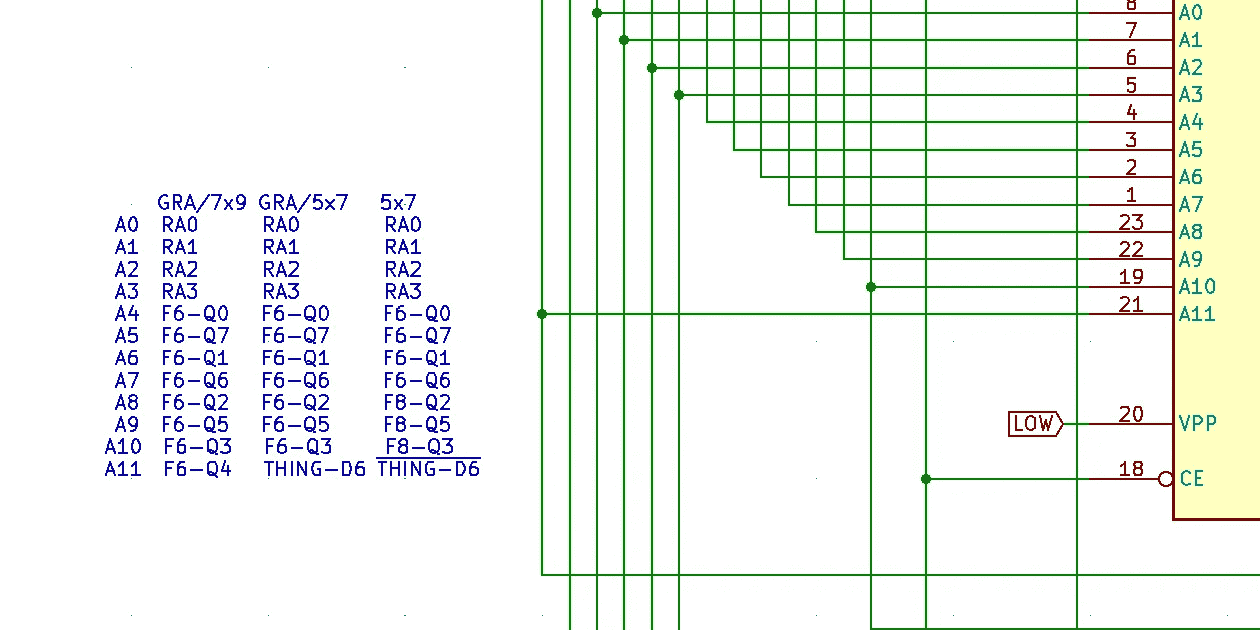 8 A0
7 A1
6 A2
5 A3
4 A4
3 A5
2 A6
1 A7
23 A8
22 A9
19 A10
21 A11
LOW 20 VPP
18 CE
GRA/7x9 GRA/5x7 5x7
A0 RA0 RA0 RA0
A1 RA1 RA1 RA1
A2 RA2 RA2 RA2
A3 RA3 RA3 RA3
A4 F6-Q0 F6-Q0 F6-Q0
A5 F6-Q7 F6-Q7 F6-Q7
A6 F6-Q1 F6-Q1 F6-Q1
A7 F6-Q6 F6-Q6 F6-Q6
A8 F6-Q2 F6-Q2 F8-Q2
A9 F6-Q5 F6-Q5 F8-Q5
A10 F6-Q3 F6-Q3 F8-Q3
A11 F6-Q4 THING-D6 THING-D6